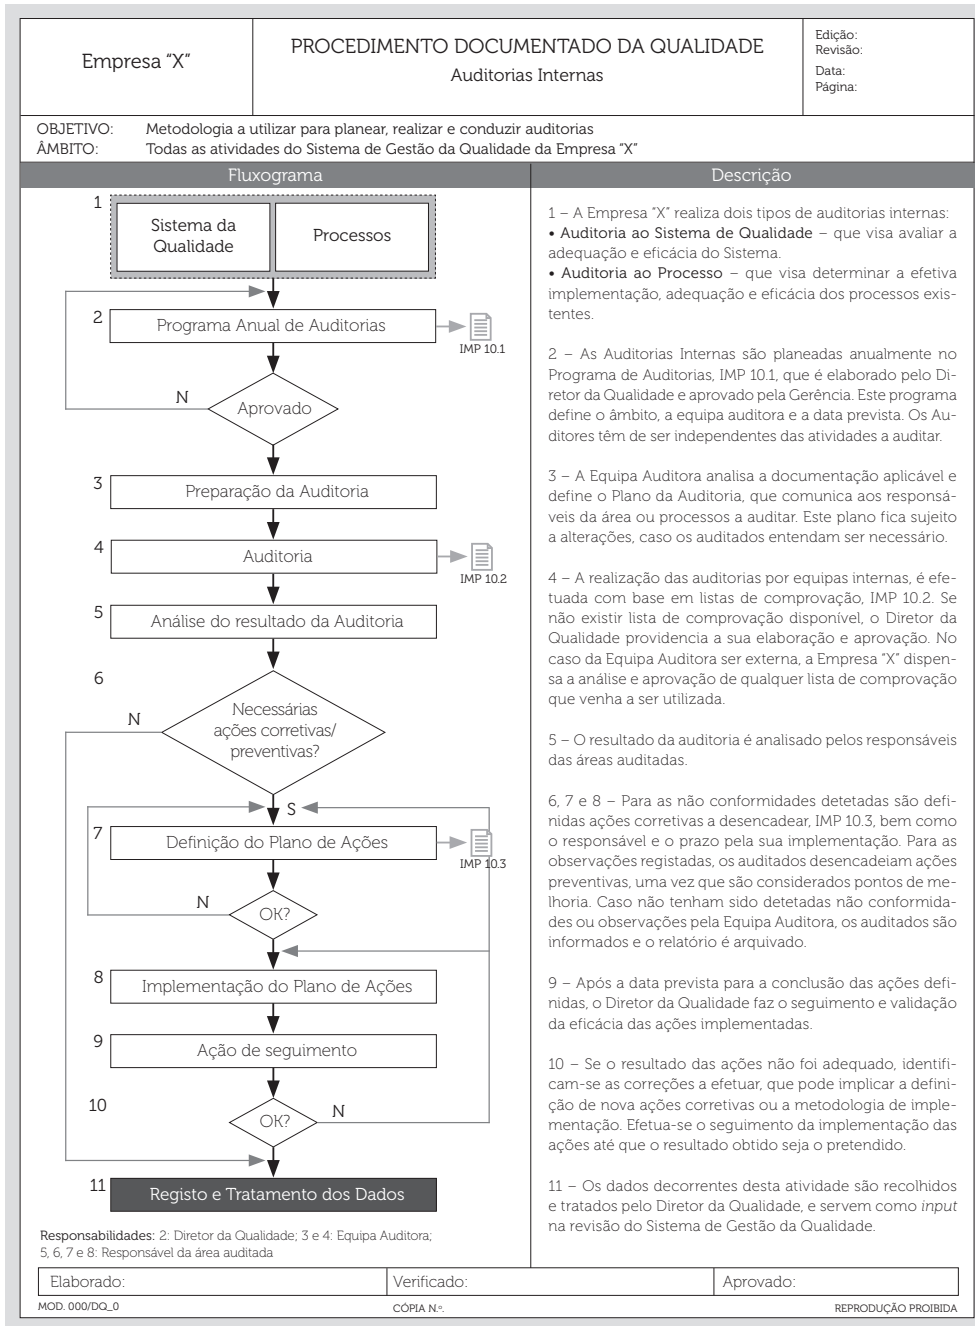 Empresa “X”
PROCEDIMENTO DOCUMENTADO DA QUALIDADE
Auditorias Internas
Edição:
Revisão:
Data:
Página:
OBJETIVO: Metodologia a utilizar para planear, realizar e conduzir auditorias
ÂMBITO: Todas as atividades do Sistema de Gestão da Qualidade da Empresa “X”
Fluxograma
1
Sistema da
Qualidade
Processos
2
Programa Anual de Auditorias
IMP 10.1
N
Aprovado
3
Preparação da Auditoria
4
Auditoria
IMP 10.2
5
Análise do resultado da Auditoria
6
N
Necessárias
ações corretivas/
preventivas?
S
7
Definição do Plano de Ações
IMP 10.3
N
OK?
8
Implementação do Plano de Ações
9
Ação de seguimento
10
OK?
N
11
Registo e Tratamento dos Dados
Responsabilidades: 2: Diretor da Qualidade; 3 e 4: Equipa Auditora;
5, 6, 7 e 8: Responsável da área auditada
Descrição
1 – A Empresa “X” realiza dois tipos de auditorias internas:
• Auditoria ao Sistema de Qualidade – que visa avaliar a
adequação e eficácia do Sistema.
• Auditoria ao Processo – que visa determinar a efetiva
implementação, adequação e eficácia dos processos exis-
tentes.
2 – As Auditorias Internas são planeadas anualmente no
Programa de Auditorias, IMP 10.1, que é elaborado pelo Di-
retor da Qualidade e aprovado pela Gerência. Este programa
define o âmbito, a equipa auditora e a data prevista. Os Au-
ditores têm de ser independentes das atividades a auditar.
3 – A Equipa Auditora analisa a documentação aplicável e
define o Plano da Auditoria, que comunica aos responsá-
veis da área ou processos a auditar. Este plano fica sujeito
a alterações, caso os auditados entendam ser necessário.
4 – A realização das auditorias por equipas internas, é efe-
tuada com base em listas de comprovação, IMP 10.2. Se
não existir lista de comprovação disponível, o Diretor da
Qualidade providencia a sua elaboração e aprovação. No
caso da Equipa Auditora ser externa, a Empresa “X” dispen-
sa a análise e aprovação de qualquer lista de comprovação
que venha a ser utilizada.
5 – O resultado da auditoria é analisado pelos responsáveis
das áreas auditadas.
6, 7 e 8 – Para as não conformidades detetadas são defi-
nidas ações corretivas a desencadear, IMP 10.3, bem como
o responsável e o prazo pela sua implementação. Para as
observações registadas, os auditados desencadeiam ações
preventivas, uma vez que são considerados pontos de me-
lhoria. Caso não tenham sido detetadas não conformida-
des ou observações pela Equipa Auditora, os auditados são
informados e o relatório é arquivado.
9 – Após a data prevista para a conclusão das ações defi-
nidas, o Diretor da Qualidade faz o seguimento e validação
da eficácia das ações implementadas.
10 – Se o resultado das ações não foi adequado, identifi-
cam-se as correções a efetuar, que pode implicar a defini-
ção de nova ações corretivas ou a metodologia de imple-
mentação. Efetua-se o seguimento da implementação das
ações até que o resultado obtido seja o pretendido.
11 – Os dados decorrentes desta atividade são recolhidos
e tratados pelo Diretor da Qualidade, e servem como input
na revisão do Sistema de Gestão da Qualidade.
Elaborado:
Verificado:
Aprovado:
MOD. 000/DQ_0
CÓPIA N.º.
REPRODUÇÃO PROIBIDA